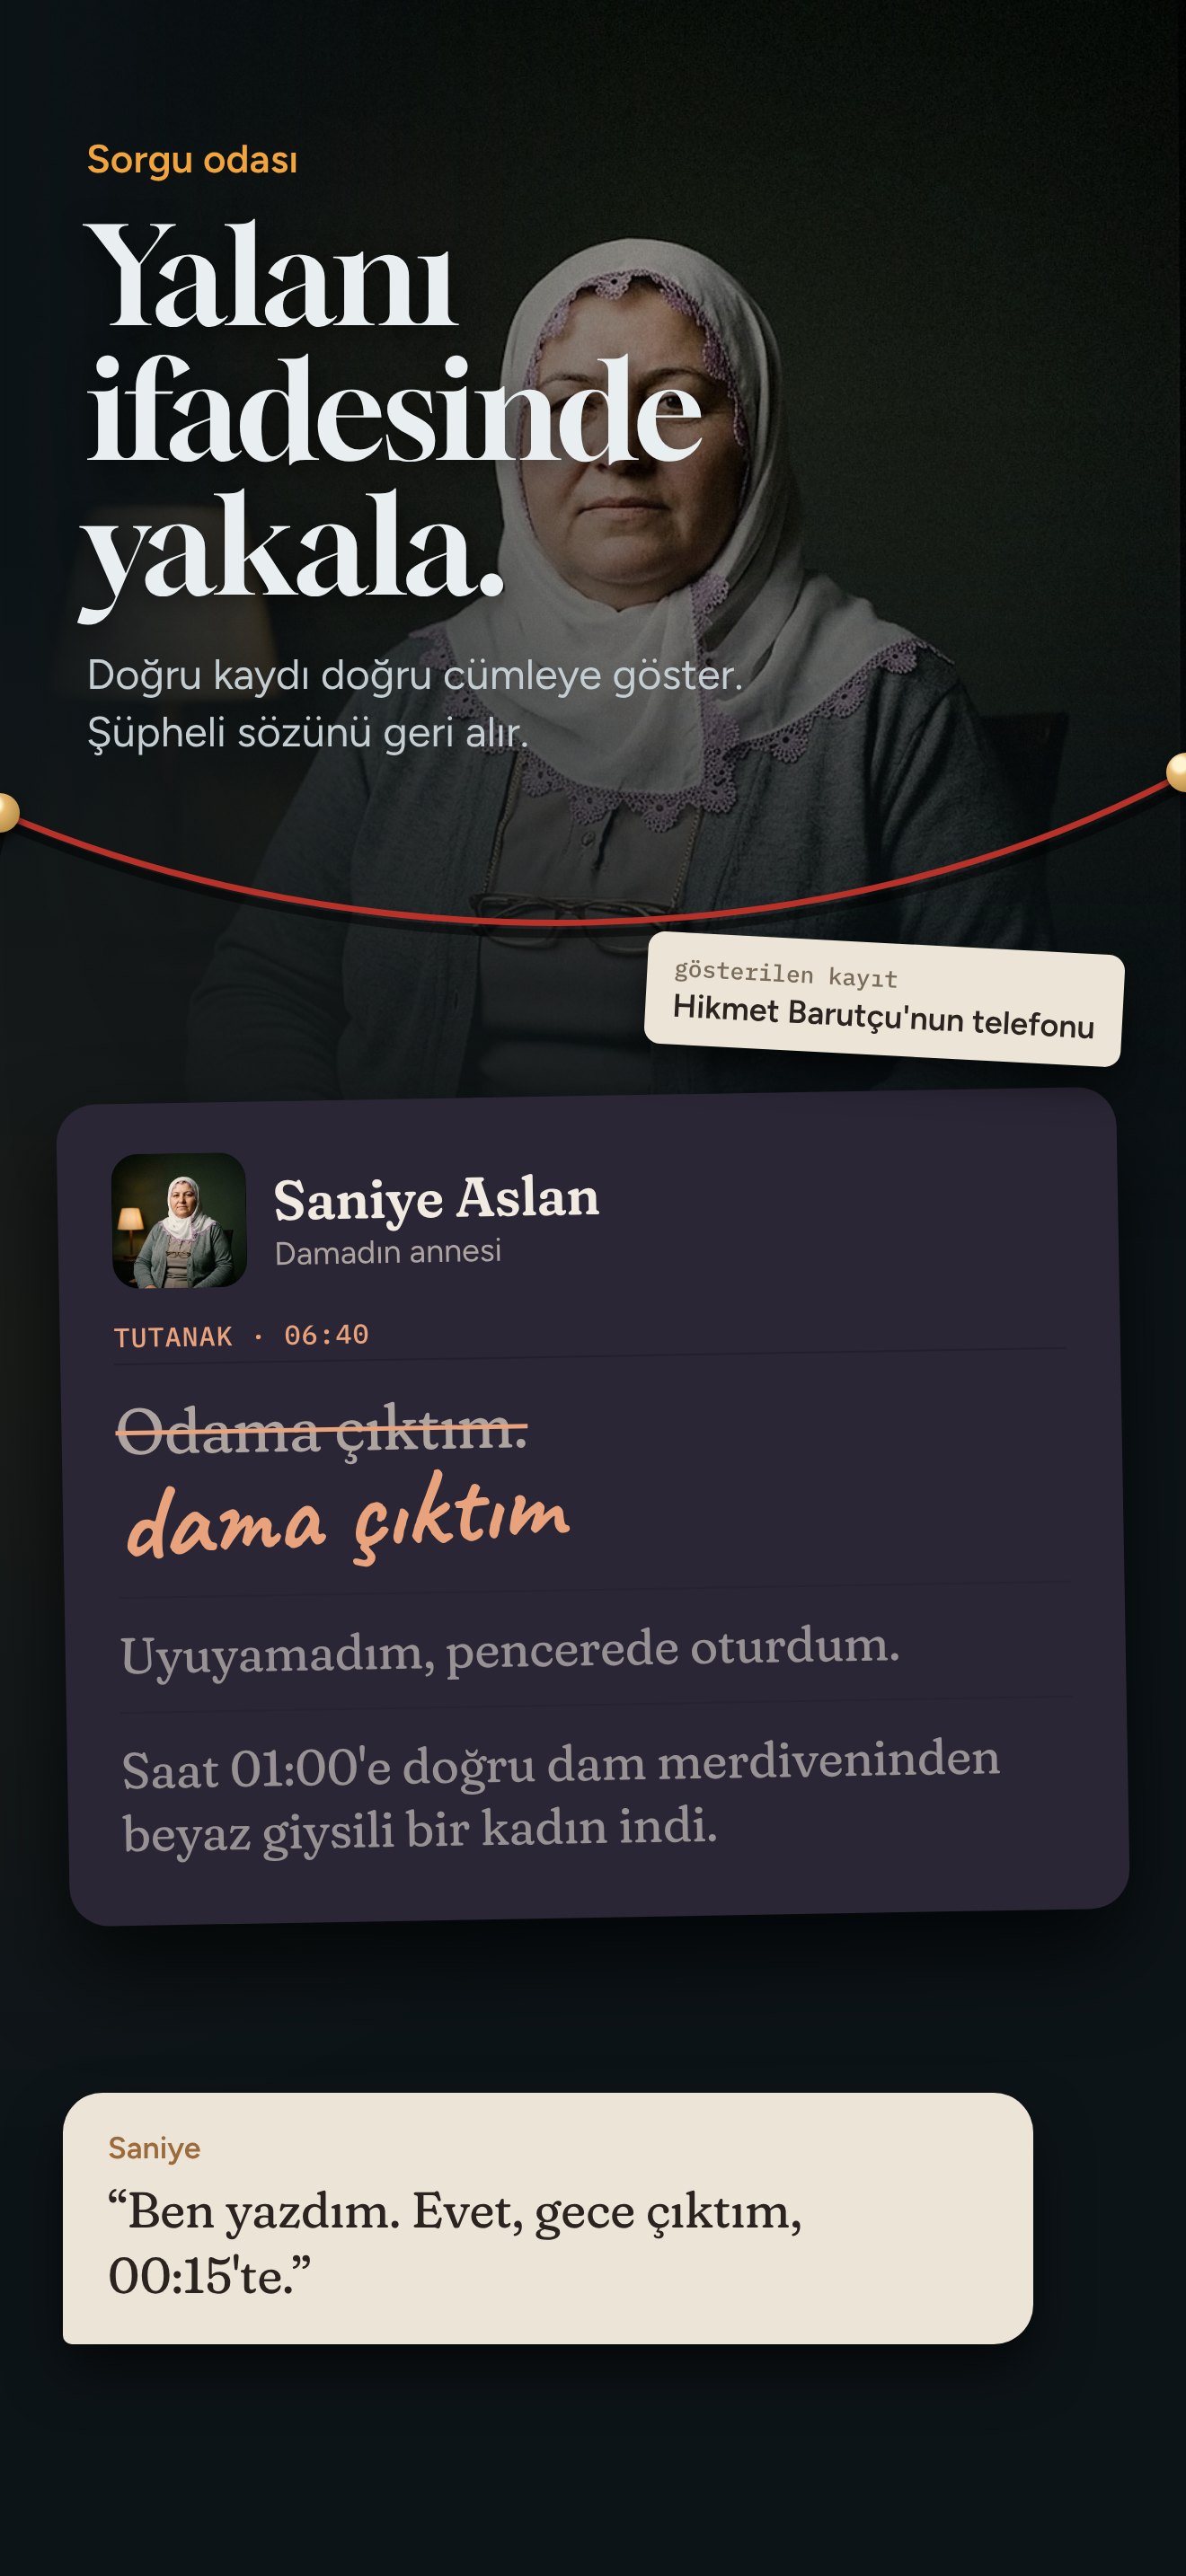 Sorgu odası
Yalanı
ifadesinde
yakala.
Doğru kaydı doğru cümleye göster.
Şüpheli sözünü geri alır.
gösterilen kayıt
Hikmet Barutçu'nun telefonu
Saniye Aslan
Damadın annesi
TUTANAK · 06:40
Odama çıktım.
dama çıktım
Uyuyamadım, pencerede oturdum.
Saat 01:00'e doğru dam merdiveninden
beyaz giysili bir kadın indi.
Saniye
“Ben yazdım. Evet, gece çıktım,
00:15'te.”